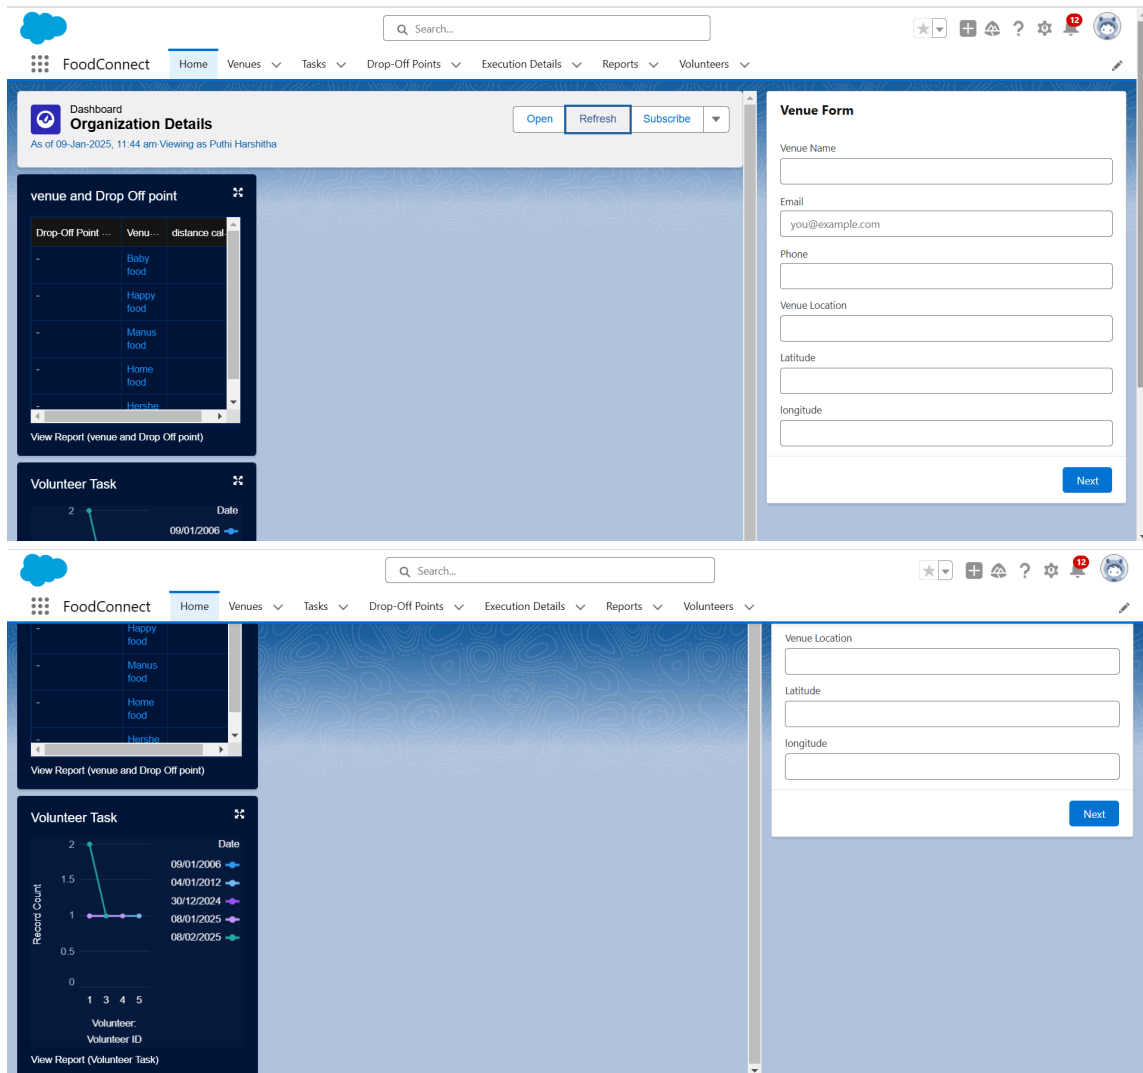 Search...
12
FoodConnect Home Venues Tasks Drop-Off Points Execution Details Reports Volunteers
Dashboard
Organization Details
As of 09-Jan-2025, 11:44 am·Viewing as Puthi Harshitha
Open Refresh Subscribe
venue and Drop Off point
Drop-Off Point ... Venu... distance cal
- Baby
food
- Happy
food
- Manus
food
- Home
food
- Hershe
View Report (venue and Drop Off point)
Volunteer Task
2 Date
09/01/2006
Venue Form
Venue Name
Email
you@example.com
Phone
Venue Location
Latitude
longitude
Next
Search...
12
FoodConnect Home Venues Tasks Drop-Off Points Execution Details Reports Volunteers
- Happy
food
- Manus
food
- Home
food
- Hershe
View Report (venue and Drop Off point)
Volunteer Task
Record Count
2
1.5
1
0.5
0
1 3 4 5
Volunteer:
Volunteer ID
Date
09/01/2006
04/01/2012
30/12/2024
08/01/2025
08/02/2025
View Report (Volunteer Task)
Venue Location
Latitude
longitude
Next